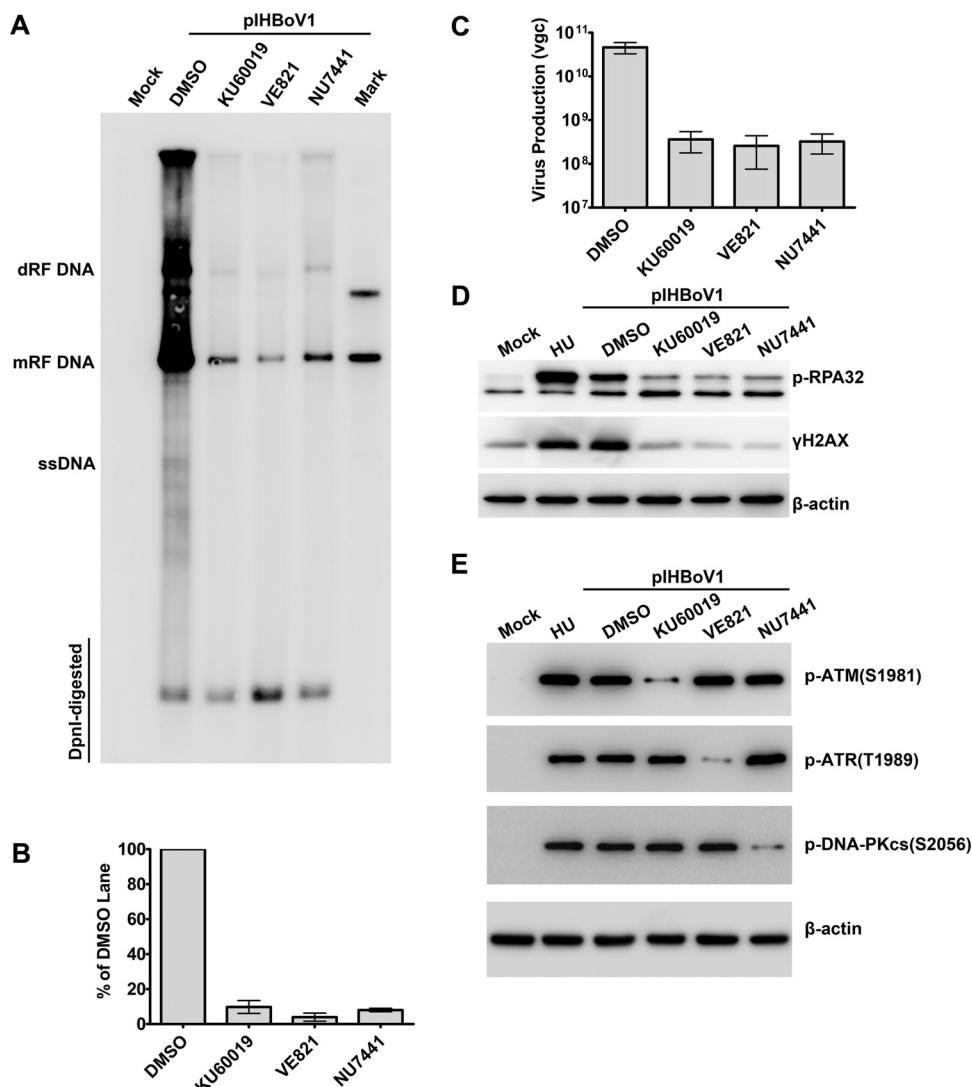 A
pIHBoV1
Mock
DMSO
KU60019
VE821
NU7441
Mark
dRF DNA
mRF DNA
ssDNA
DpnI-digested
B
% of DMSO Lane
100
80
60
40
20
0
DMSO
KU60019
VE821
NU7441
C
Virus Production (vgc)
10¹¹
10¹⁰
10⁹
10⁸
10⁷
DMSO
KU60019
VE821
NU7441
D
pIHBoV1
Mock
HU
DMSO
KU60019
VE821
NU7441
p-RPA32
γH2AX
β-actin
E
pIHBoV1
Mock
HU
DMSO
KU60019
VE821
NU7441
p-ATM(S1981)
p-ATR(T1989)
p-DNA-PKcs(S2056)
β-actin